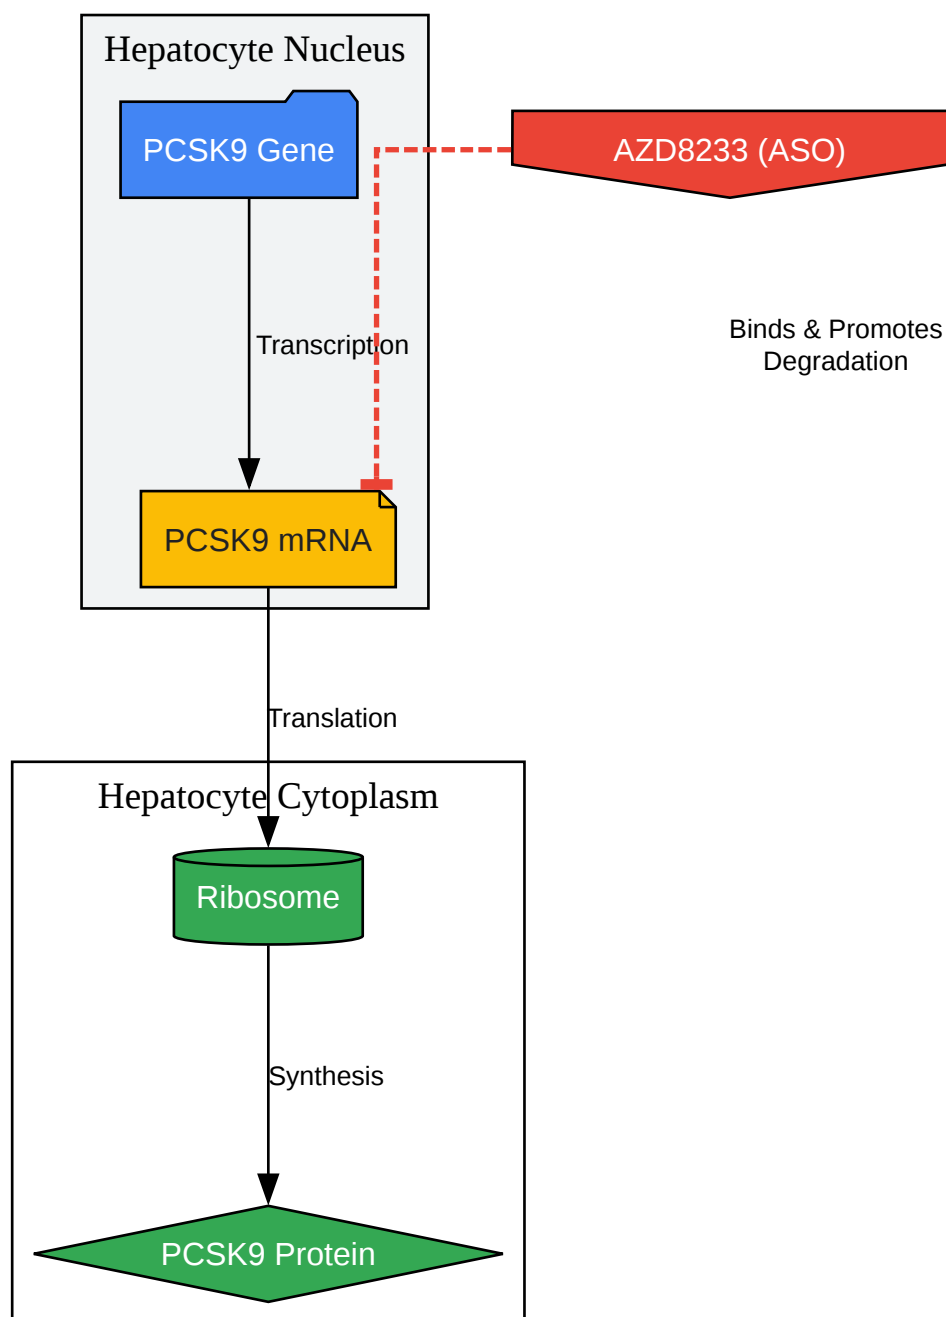 Hepatocyte Nucleus
PCSK9 Gene
AZD8233 (ASO)
Transcription
Binds & Promotes
Degradation
PCSK9 mRNA
Translation
Hepatocyte Cytoplasm
Ribosome
Synthesis
PCSK9 Protein